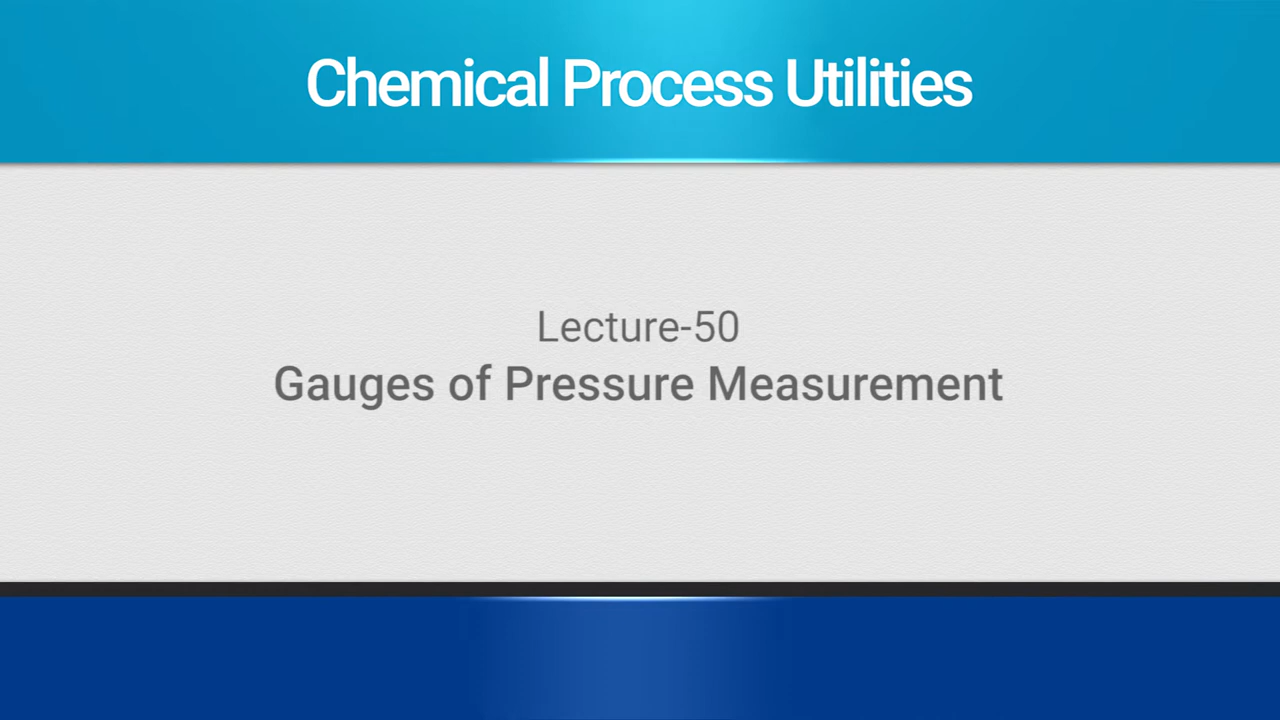 Chemical Process Utilities
Lecture-50
Gauges of Pressure Measurement